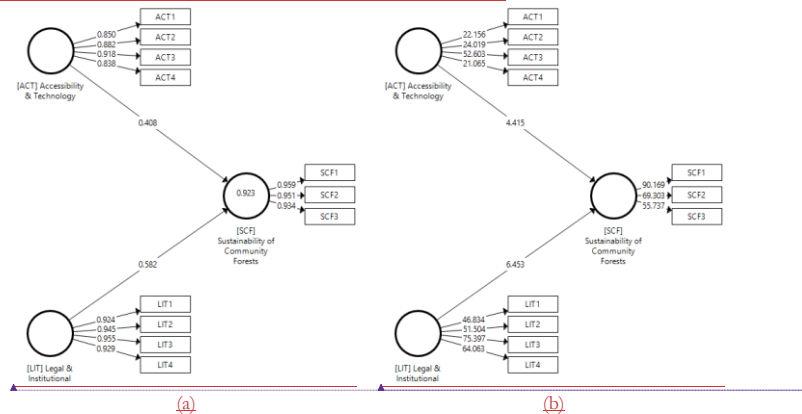 ACT1
0.850
ACT2
0.882
0.918
ACT3
0.838
ACT4
[ACT] Accessibility
& Technology
0.408
SCF1
0.959
0.923
0.951
SCF2
0.934
SCF3
[SCF]
Sustainability of
Community
Forests
0.582
LIT1
0.924
0.945
LIT2
0.955
LIT3
0.929
LIT4
[LIT] Legal &
Institutional
(a)
ACT1
22.156
ACT2
24.019
52.603
ACT3
21.065
ACT4
[ACT] Accessibility
& Technology
4.415
SCF1
90.169
69.303
SCF2
55.737
SCF3
[SCF]
Sustainability of
Community
Forests
6.453
LIT1
46.834
51.504
LIT2
75.397
LIT3
64.063
LIT4
[LIT] Legal &
Institutional
(b)